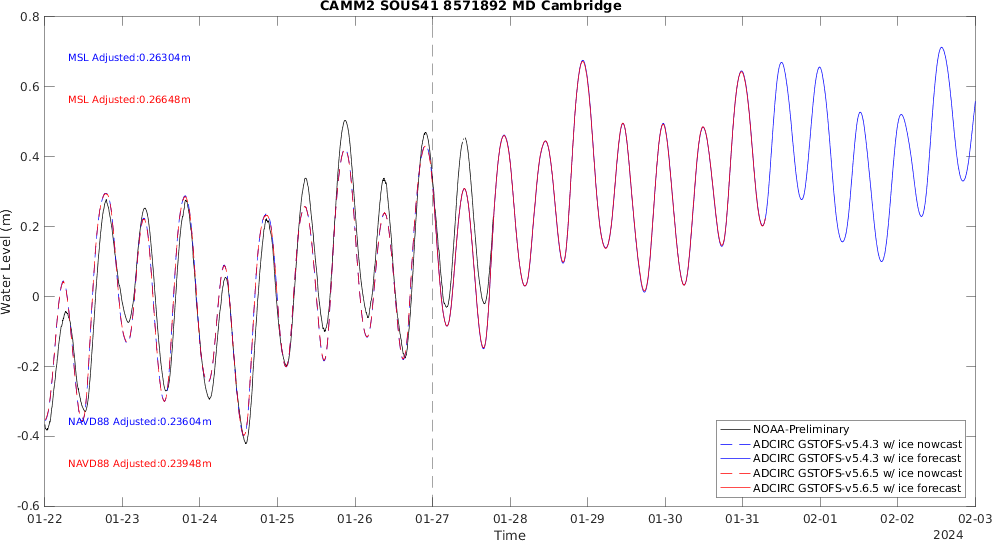 CAMM2 SOUS41 8571892 MD Cambridge
0.8
0.6
0.4
0.2
0
-0.2
-0.4
-0.6
Water Level (m)
MSL Adjusted:0.26304m
MSL Adjusted:0.26648m
NAVD88 Adjusted:0.23604m
NAVD88 Adjusted:0.23948m
NOAA-Preliminary
ADCIRC GSTOFS-v5.4.3 w/ ice nowcast
ADCIRC GSTOFS-v5.4.3 w/ ice forecast
ADCIRC GSTOFS-v5.6.5 w/ ice nowcast
ADCIRC GSTOFS-v5.6.5 w/ ice forecast
01-22 01-23 01-24 01-25 01-26 01-27 01-28 01-29 01-30 01-31 02-01 02-02 02-03
Time
2024